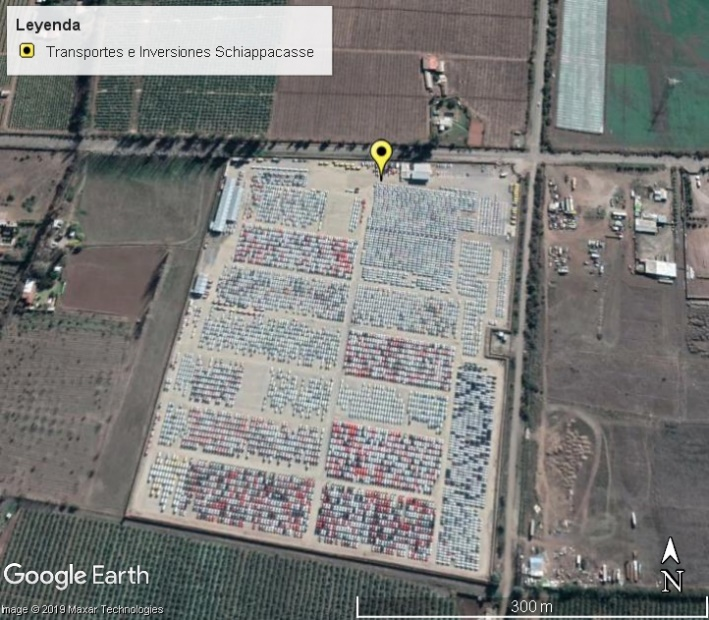 Leyenda
Transportes e Inversiones Schiappacasse
Google Earth
N
Image © 2019 Maxar Technologies
300 m